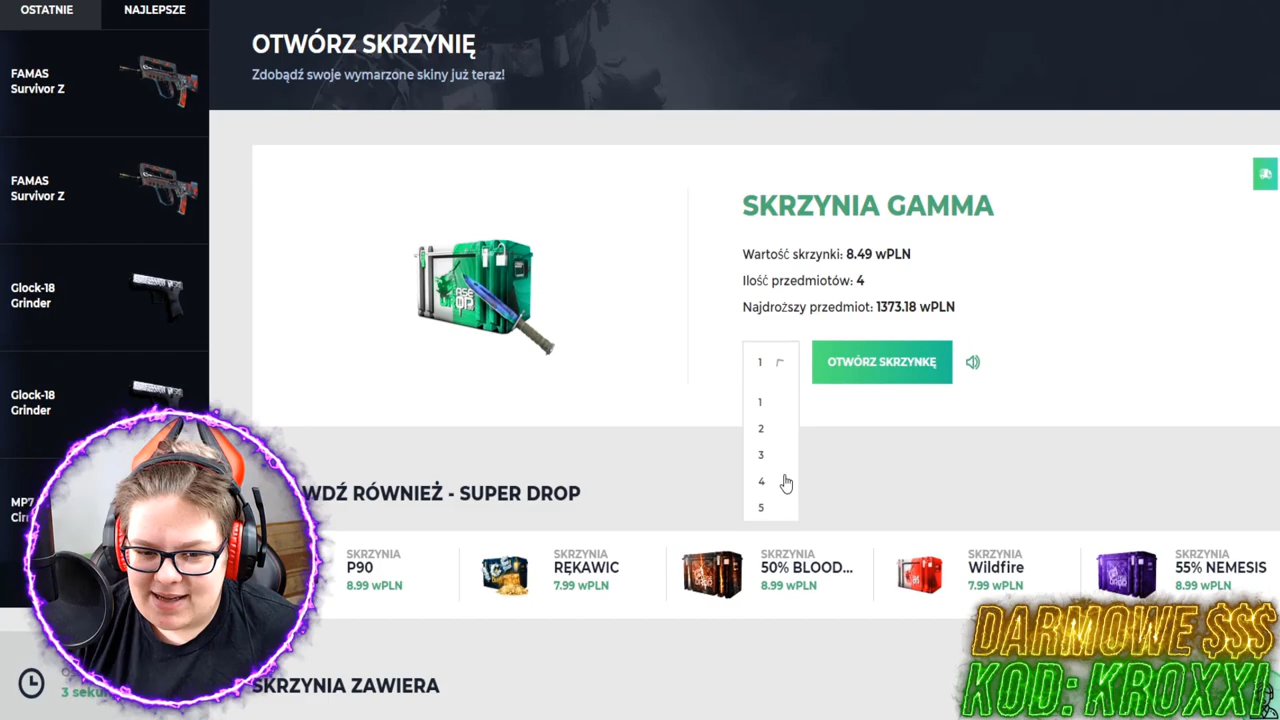 OSTATNIE
NAJLEPSZE
FAMAS
Survivor Z
FAMAS
Survivor Z
Glock-18
Grinder
Glock-18
Grinder
MP7
OTWÓRZ SKRZYNIĘ
Zdobądź swoje wymarzone skiny już teraz!
SKRZYNIA GAMMA
Wartość skrzynki: 8.49 wPLN
Ilość przedmiotów: 4
Najdroższy przedmiot: 1373.18 wPLN
1
OTWÓRZ SKRZYNKĘ
1
2
3
4
5
RÓWNIEŻ - SUPER DROP
SKRZYNIA
P90
8.99 wPLN
SKRZYNIA
RĘKAWIC
7.99 wPLN
SKRZYNIA
50% BLOOD...
8.99 wPLN
SKRZYNIA
Wildfire
7.99 wPLN
SKRZYNIA
55% NEMESIS
8.99 wPLN
DARMOWE $$$
KOD: KROXXI
3
SKRZYNIA ZAWIERA